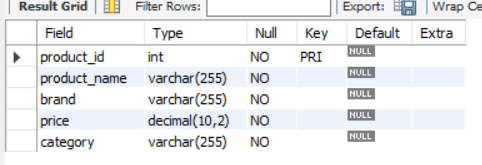 Result Grid Filter Rows: Export: Wrap Ce
Field Type Null Key Default Extra
product_id int NO PRI NULL
product_name varchar(255) NO NULL
brand varchar(255) NO NULL
price decimal(10,2) NO NULL
category varchar(255) NO NULL